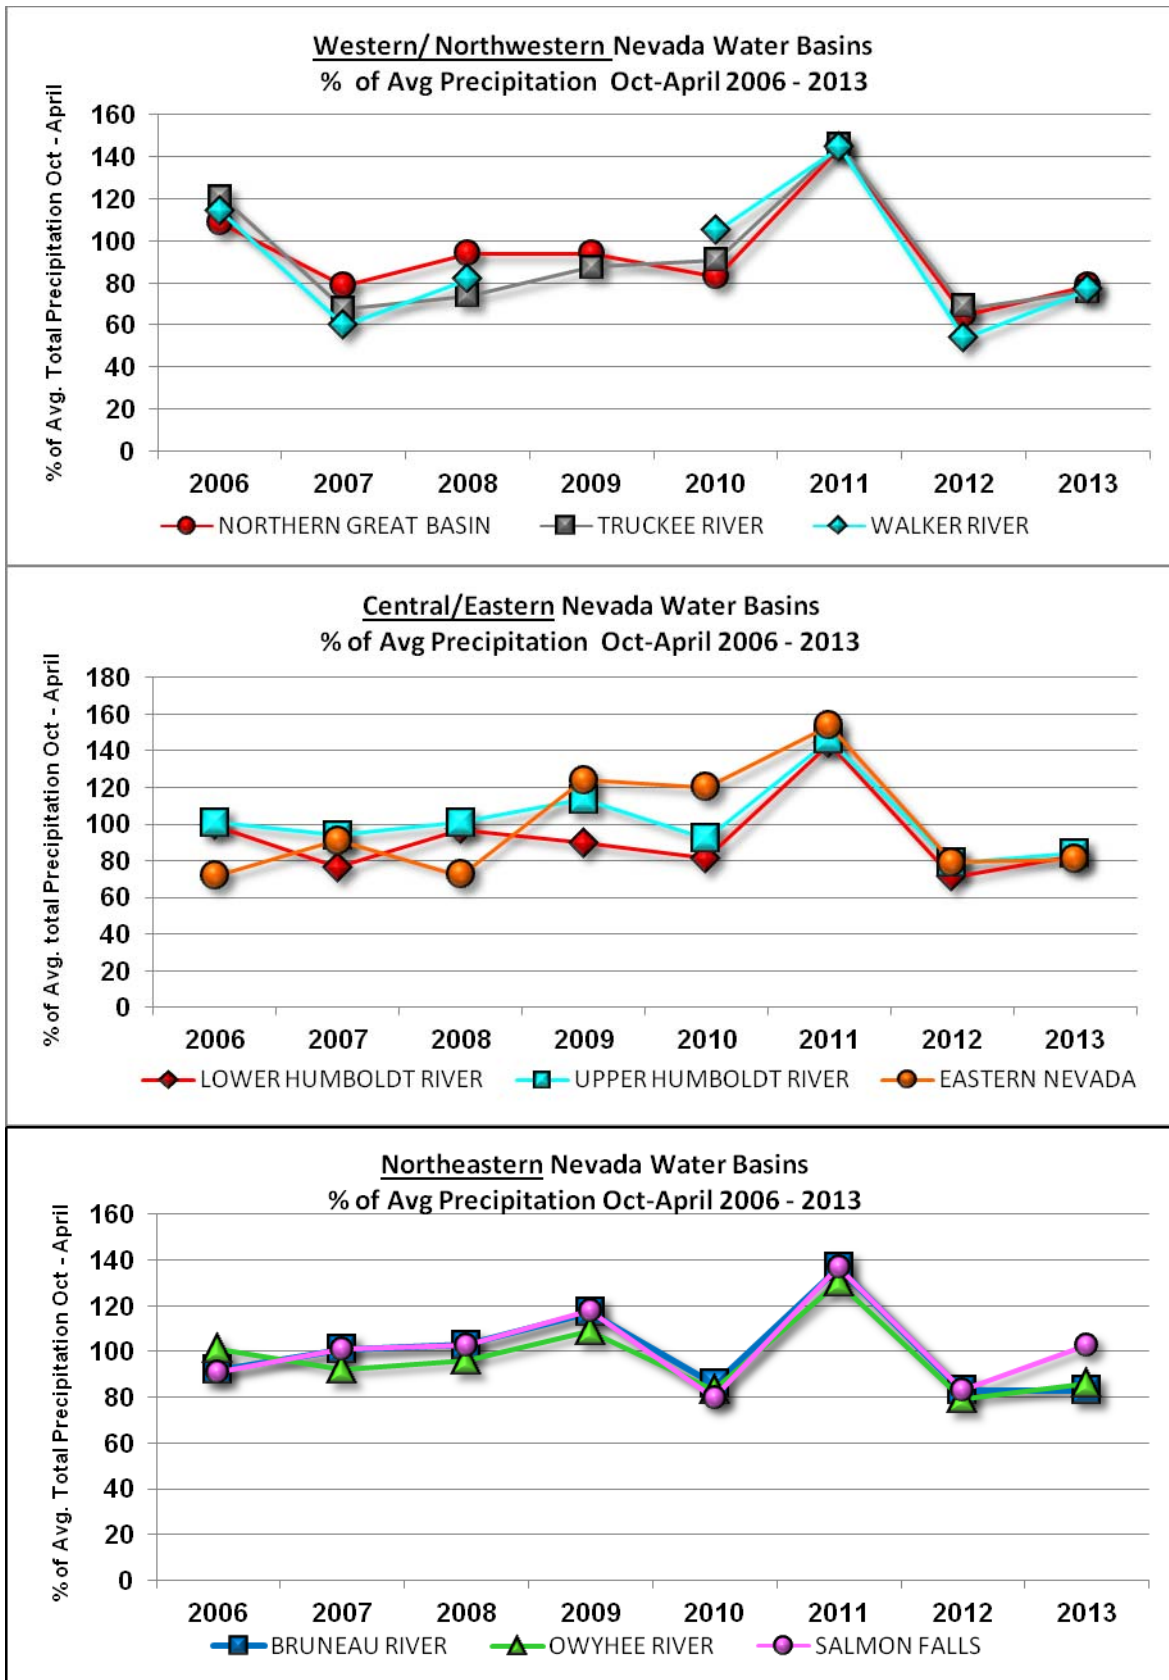 Western/ Northwestern Nevada Water Basins
% of Avg Precipitation Oct-April 2006 - 2013
% of Avg. Total Precipitation Oct - April
160
140
120
100
80
60
40
20
0
2006 2007 2008 2009 2010 2011 2012 2013
NORTHERN GREAT BASIN TRUCKEE RIVER WALKER RIVER
Central/Eastern Nevada Water Basins
% of Avg Precipitation Oct-April 2006 - 2013
% of Avg. total Precipitation Oct - April
180
160
140
120
100
80
60
40
20
0
2006 2007 2008 2009 2010 2011 2012 2013
LOWER HUMBOLDT RIVER UPPER HUMBOLDT RIVER EASTERN NEVADA
Northeastern Nevada Water Basins
% of Avg Precipitation Oct-April 2006 - 2013
% of Avg. Total Precipitation Oct - April
160
140
120
100
80
60
40
20
0
2006 2007 2008 2009 2010 2011 2012 2013
BRUNEAU RIVER OWYHEE RIVER SALMON FALLS